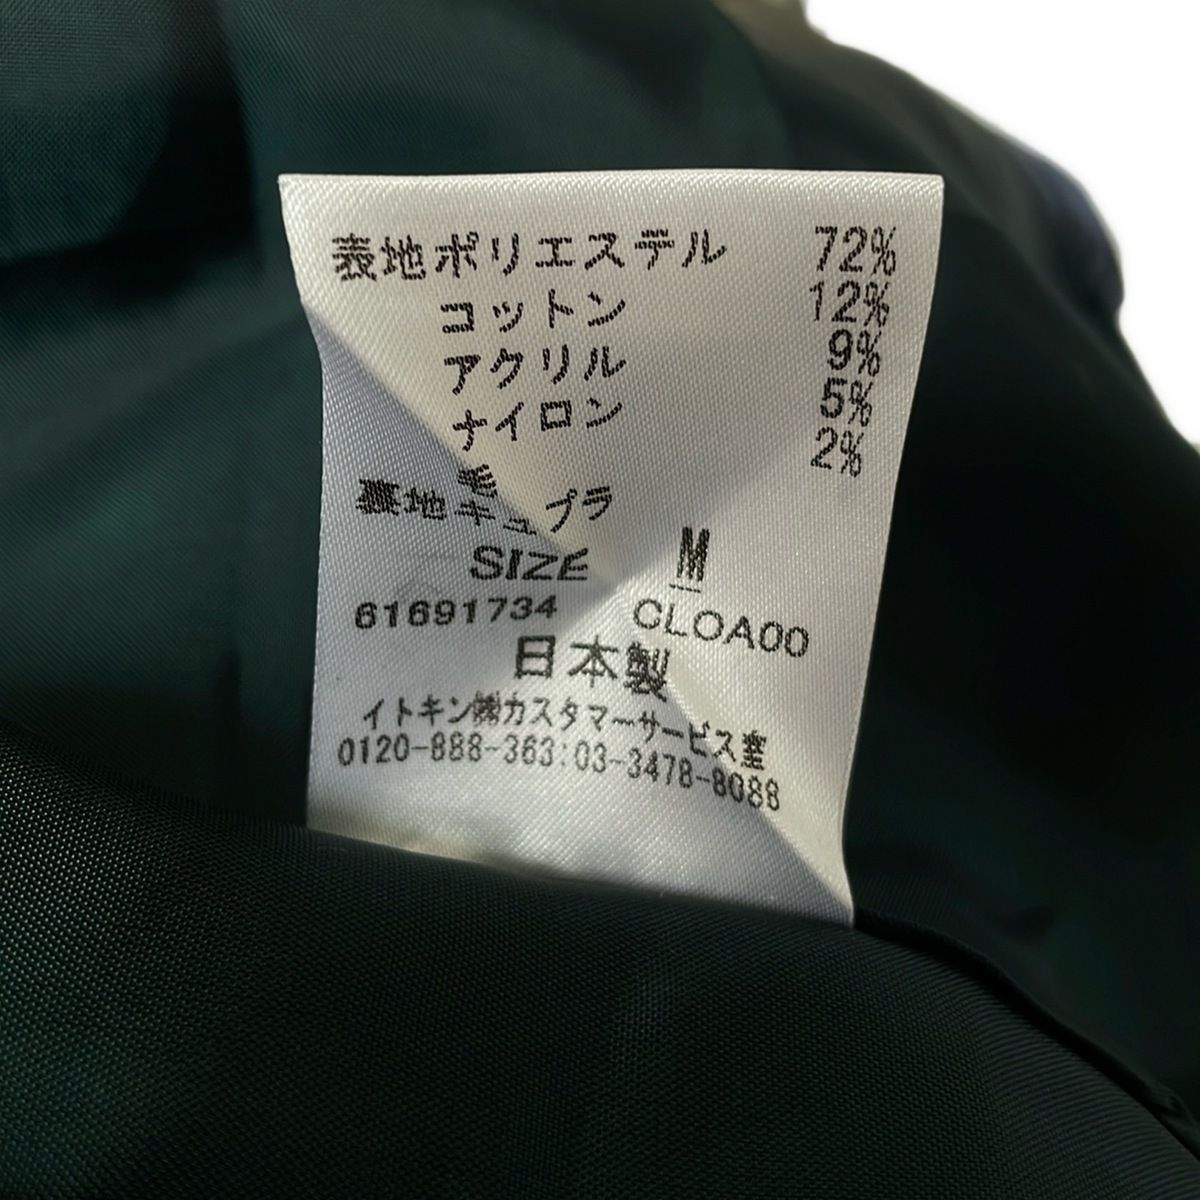 表地ポリエステル 72%
コットン 12%
アクリル 9%
ナイロン 5%
毛 2%
裏地キュプラ
SIZE M
61691734 CLOA00
日本製
イトキン㈱カスタマーサービス室
0120-888-363:03-3478-8088